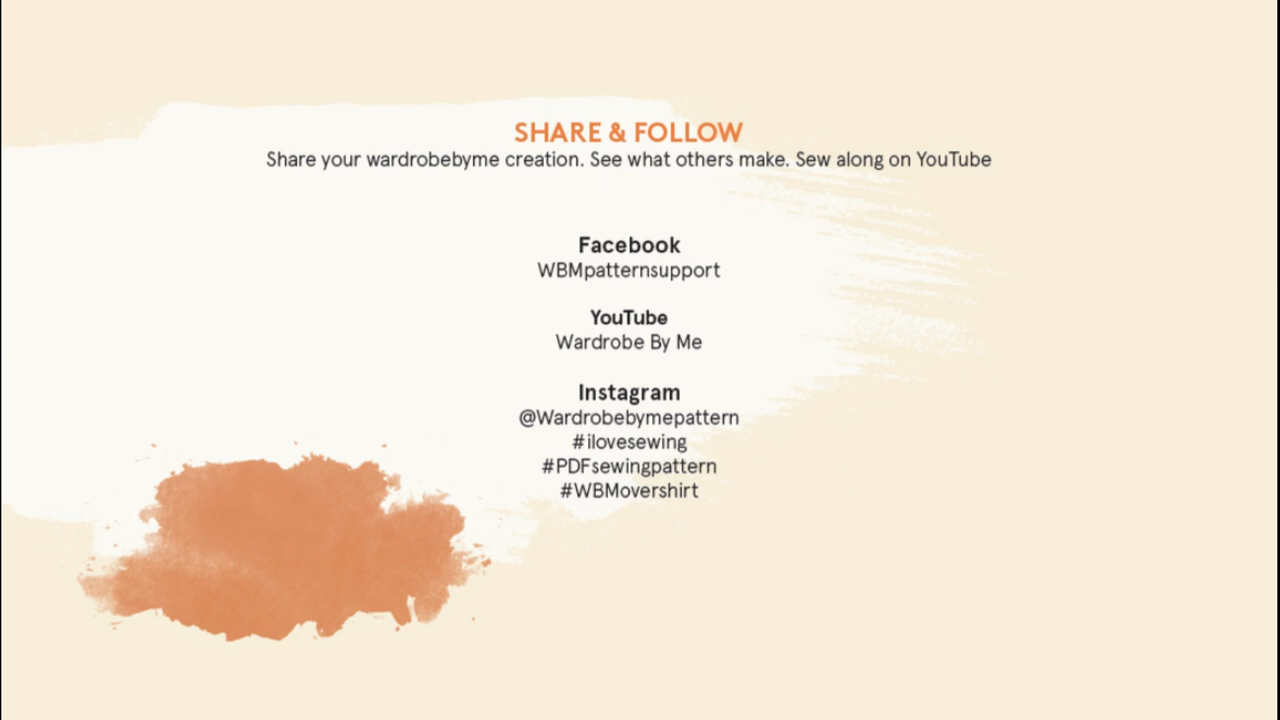 SHARE & FOLLOW
Share your wardrobebyme creation. See what others make. Sew along on YouTube
Facebook
WBMpatternsupport
YouTube
Wardrobe By Me
Instagram
@Wardrobebymepattern
#ilovesewing
#PDFsewingpattern
#WBMovershirt